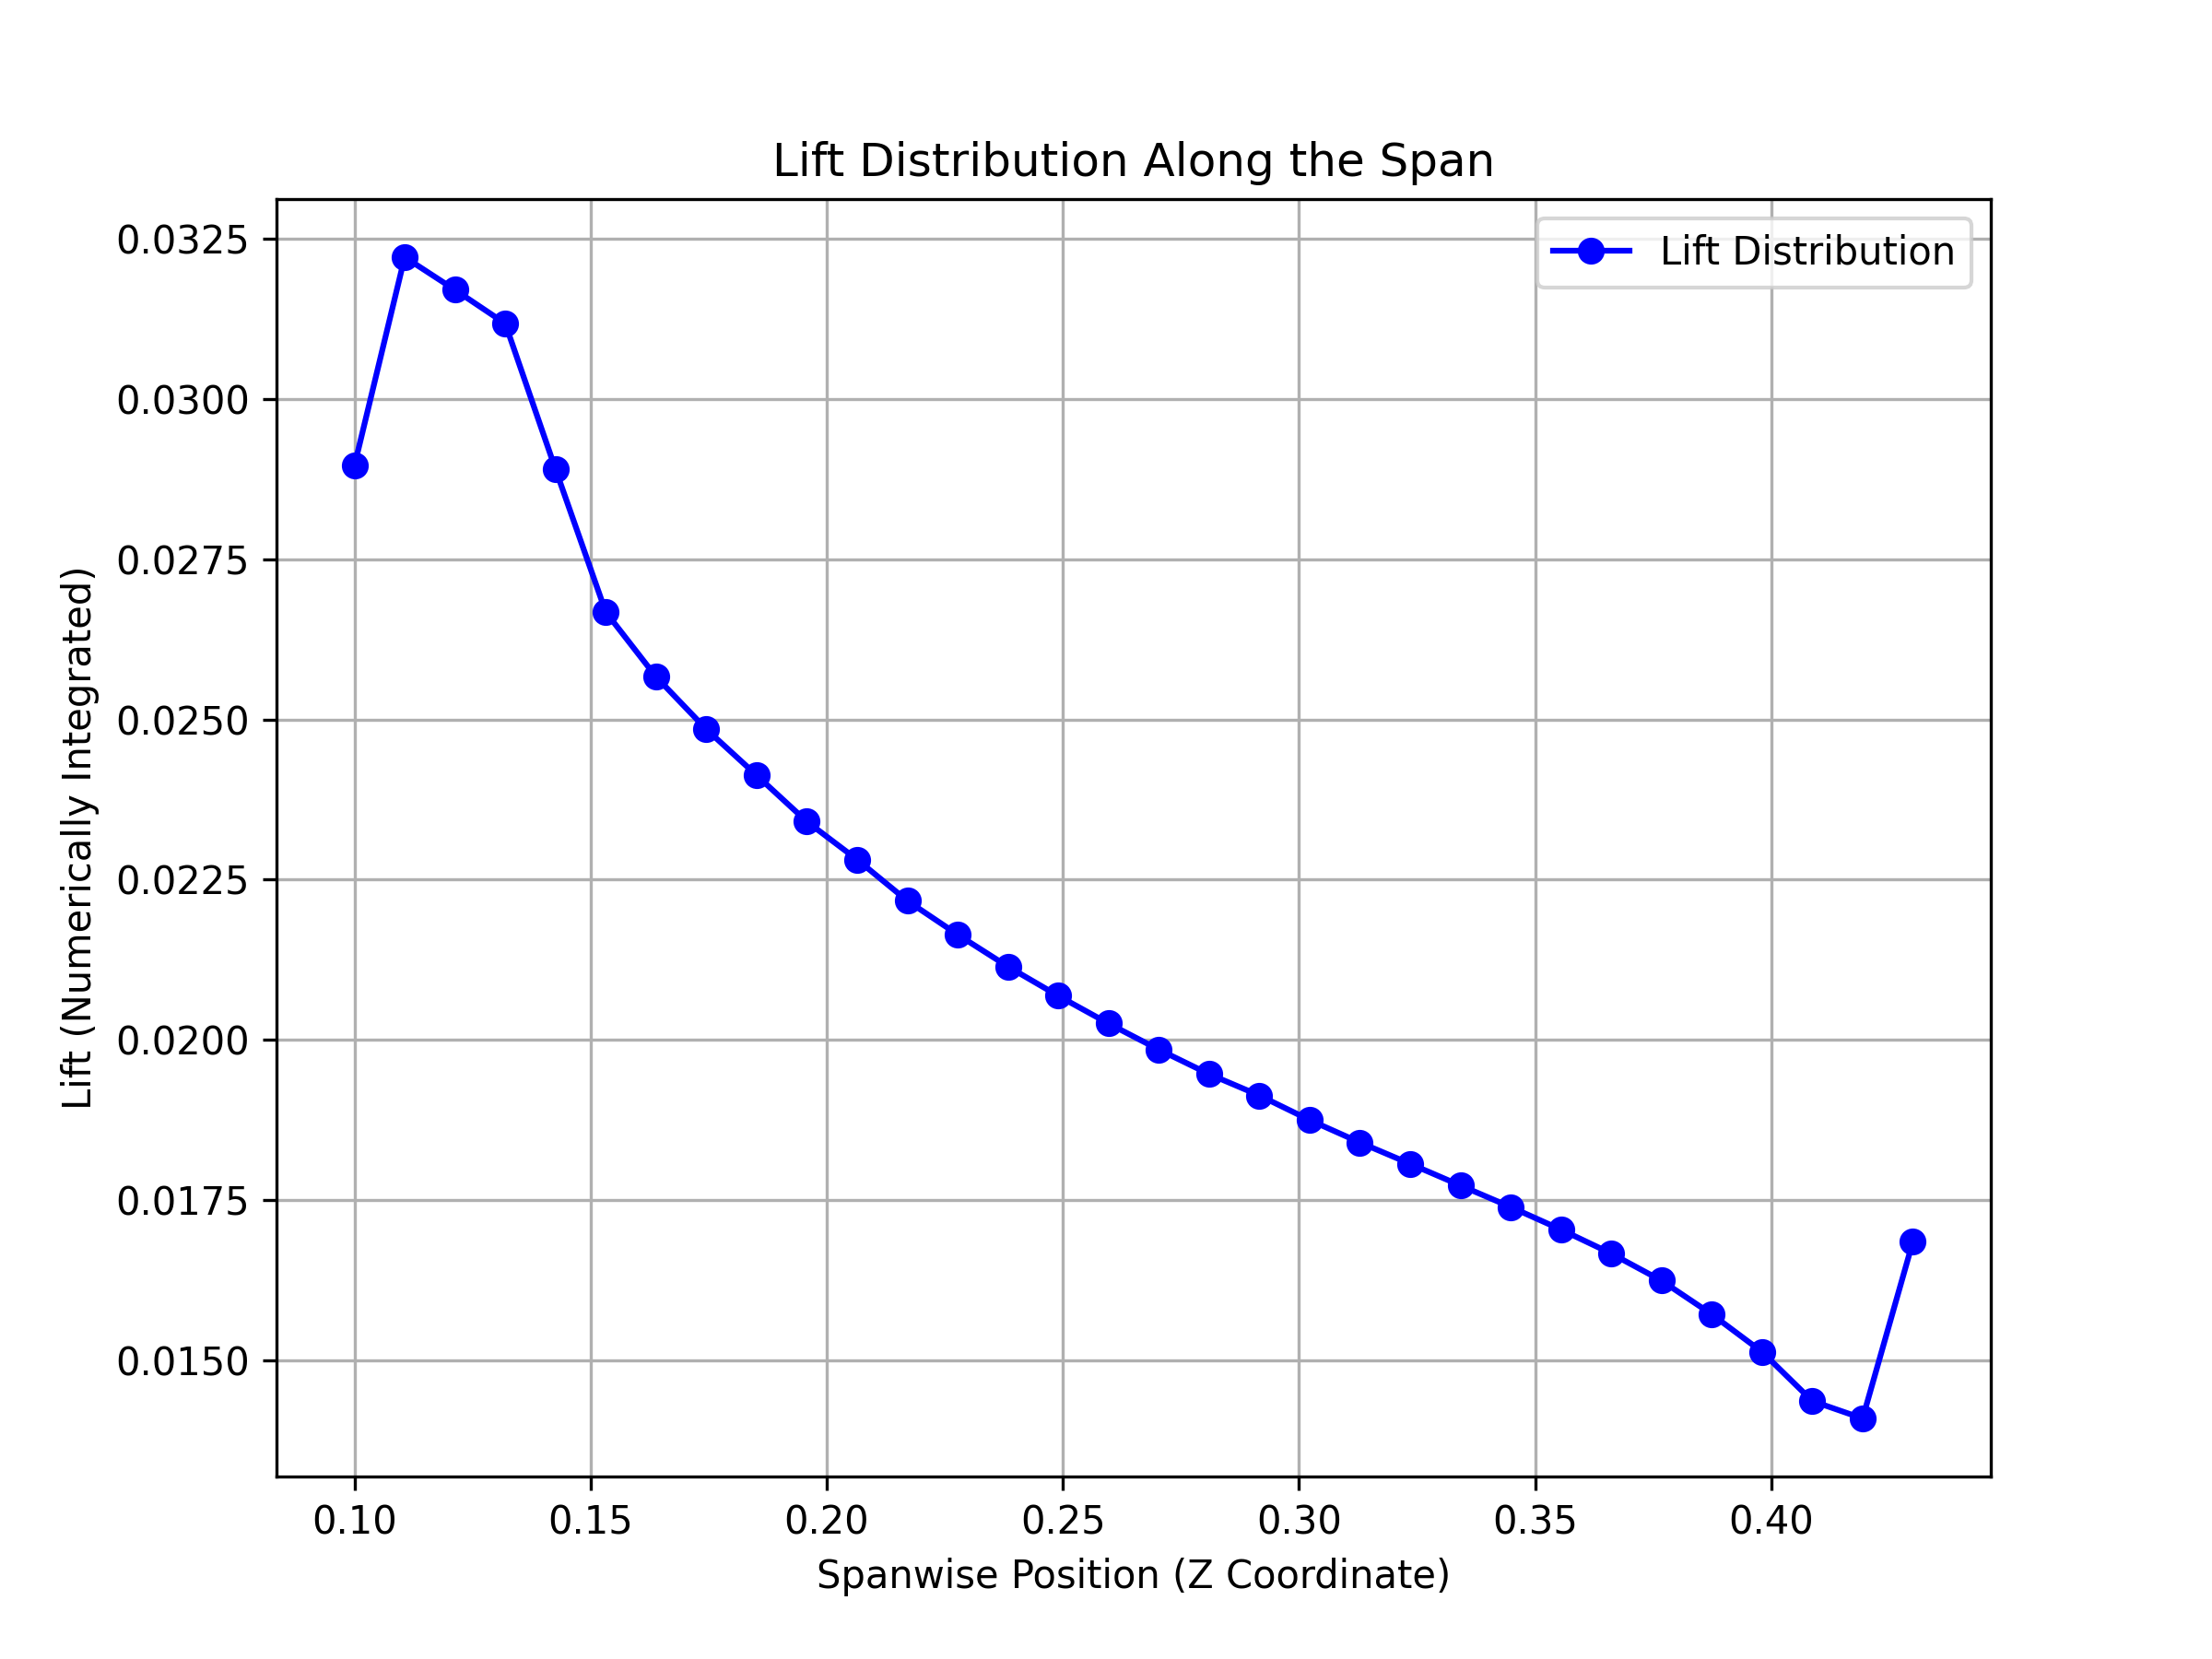 Lift Distribution Along the Span
Lift Distribution
0.0325
0.0300
0.0275
0.0250
0.0225
0.0200
0.0175
0.0150
Lift (Numerically Integrated)
0.10 0.15 0.20 0.25 0.30 0.35 0.40
Spanwise Position (Z Coordinate)